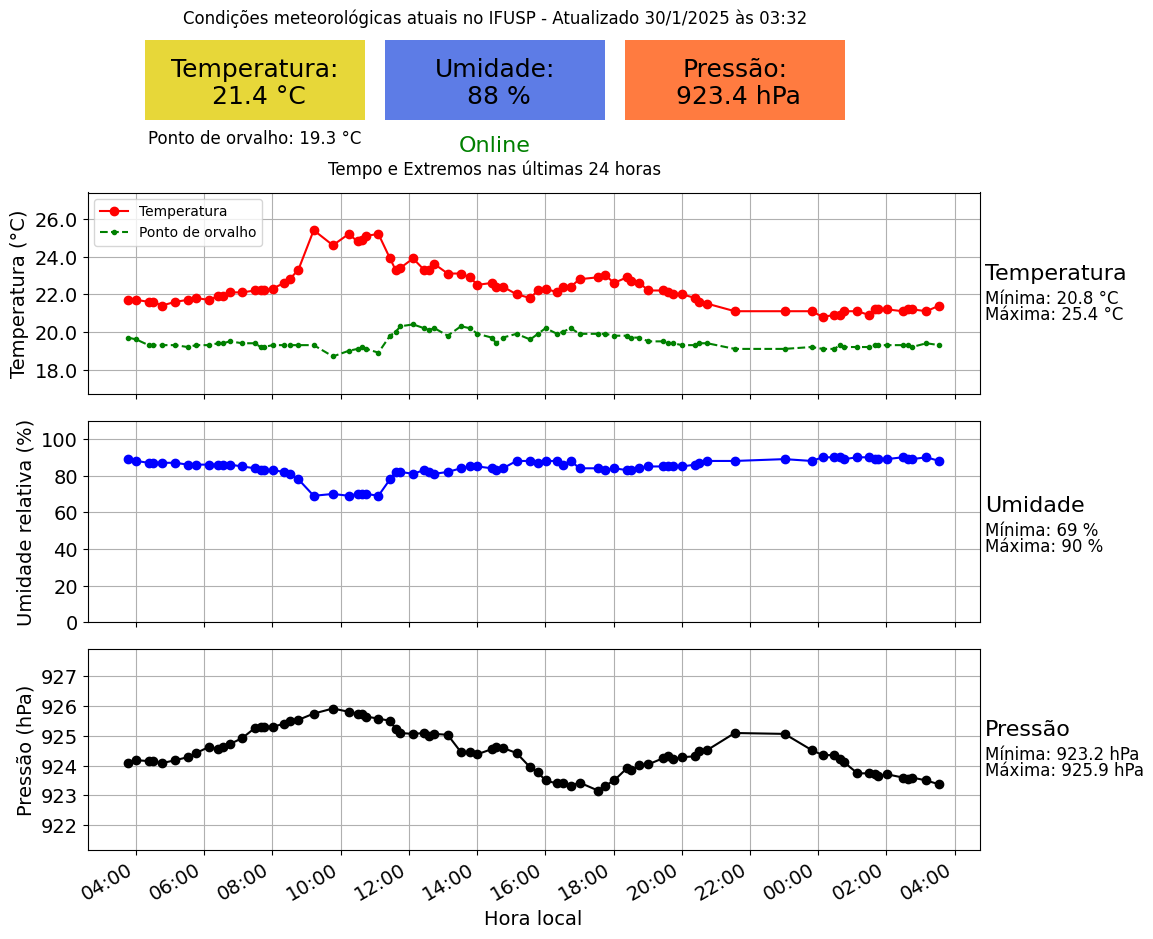 Condições meteorológicas atuais no IFUSP - Atualizado 30/1/2025 às 03:32
Temperatura:
21.4 °C
Umidade:
88 %
Pressão:
923.4 hPa
Ponto de orvalho: 19.3 °C
Online
Tempo e Extremos nas últimas 24 horas
Temperatura (°C)
26.0
24.0
22.0
20.0
18.0
Temperatura
Ponto de orvalho
Temperatura
Mínima: 20.8 °C
Máxima: 25.4 °C
Umidade relativa (%)
100
80
60
40
20
0
Umidade
Mínima: 69 %
Máxima: 90 %
Pressão (hPa)
927
926
925
924
923
922
Pressão
Mínima: 923.2 hPa
Máxima: 925.9 hPa
04:00 06:00 08:00 10:00 12:00 14:00 16:00 18:00 20:00 22:00 00:00 02:00 04:00
Hora local